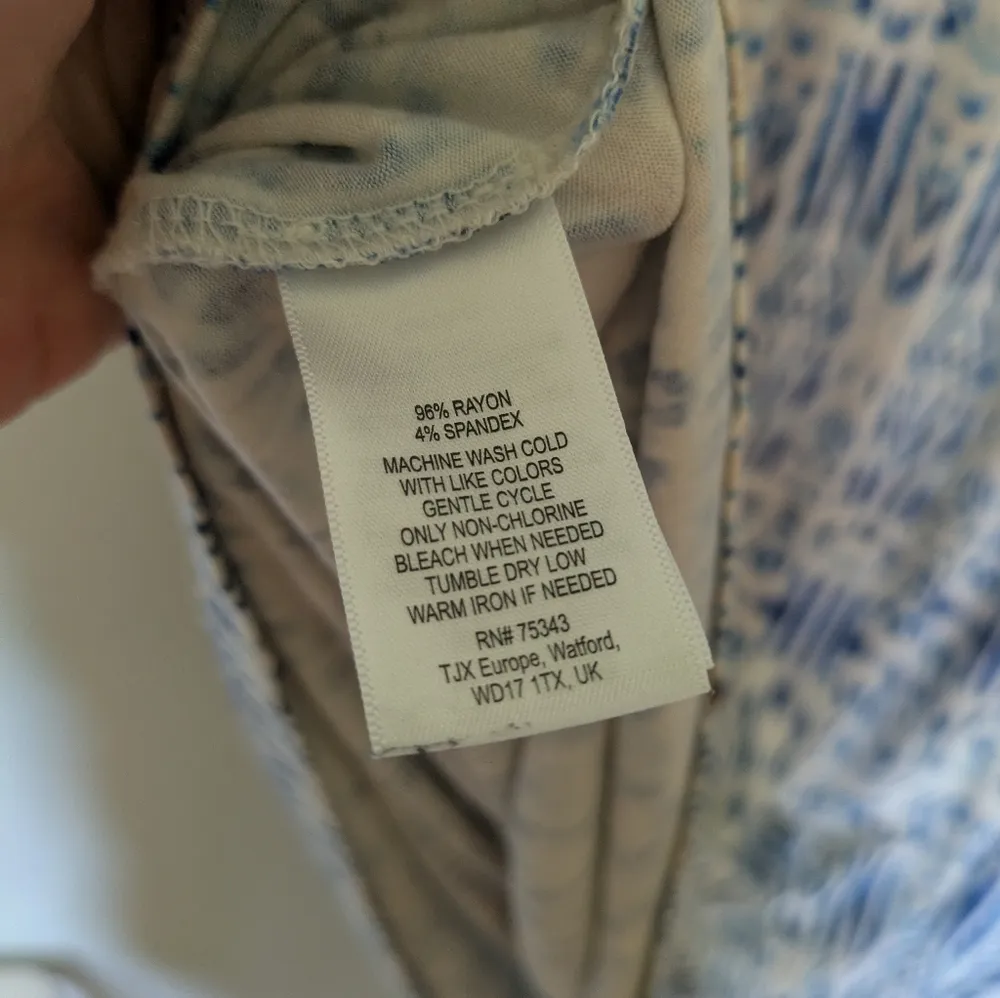 96% RAYON
4% SPANDEX
MACHINE WASH COLD
WITH LIKE COLORS
GENTLE CYCLE
ONLY NON-CHLORINE
BLEACH WHEN NEEDED
TUMBLE DRY LOW
WARM IRON IF NEEDED
RN# 75343
TJX Europe, Watford,
WD17 1TX, UK